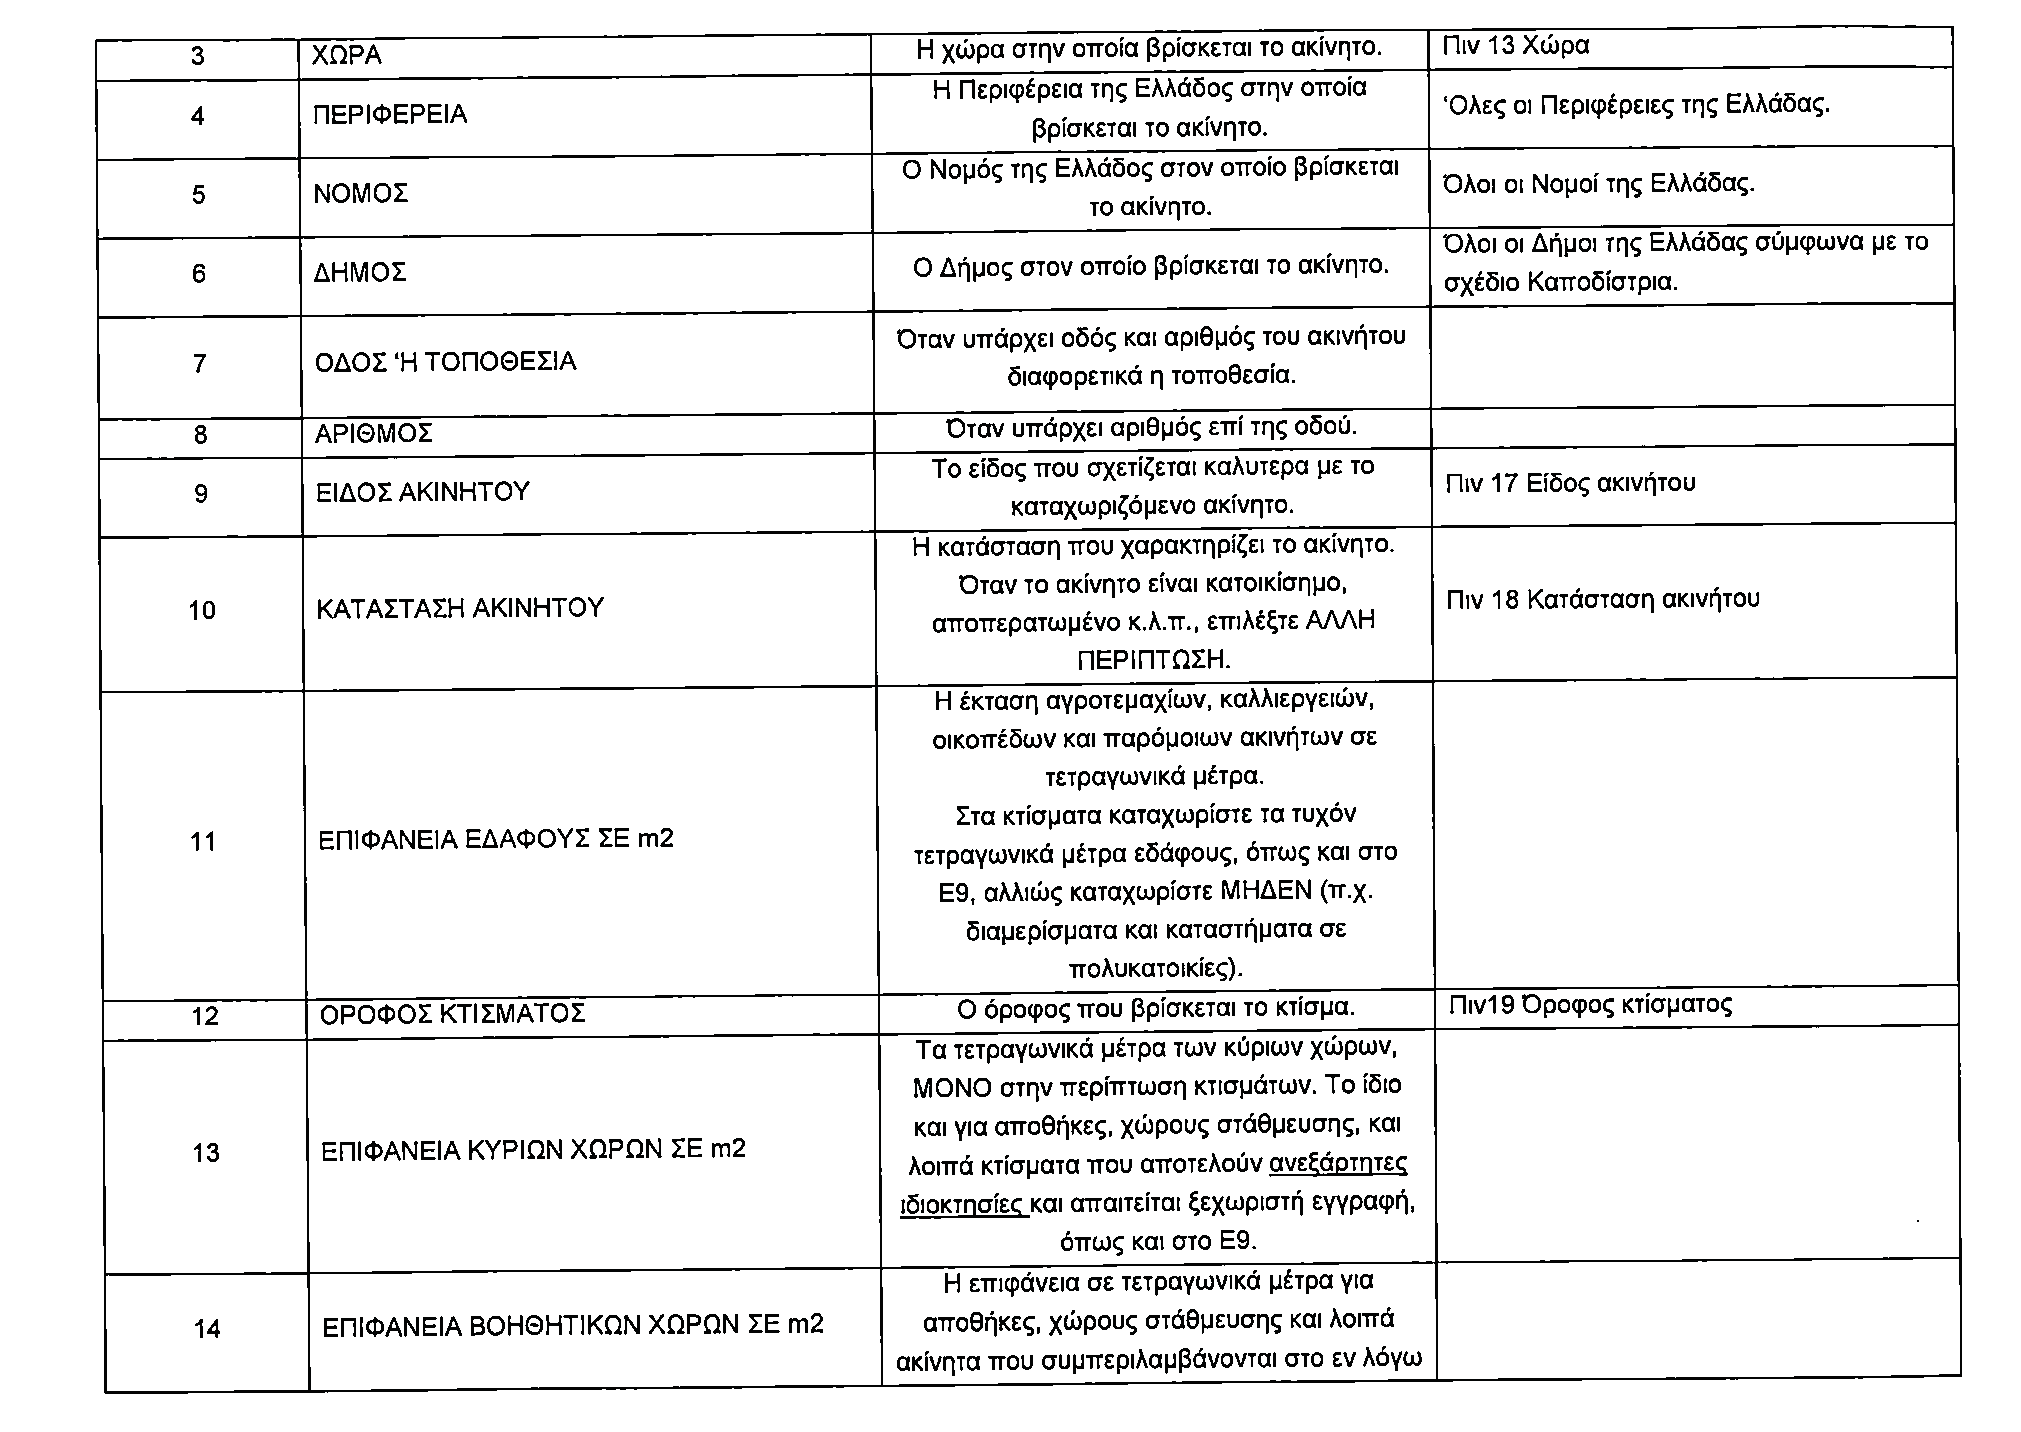 3 ΧΩΡΑ Η χώρα στην οποία βρίσκεται το ακίνητο. Πιν 13 Χώρα
4 ΠΕΡΙΦΕΡΕΙΑ Η Περιφέρεια της Ελλάδος στην οποία
βρίσκεται το ακίνητο. 'Ολες οι Περιφέρειες της Ελλάδας.
5 ΝΟΜΟΣ Ο Νομός της Ελλάδος στον οποίο βρίσκεται
το ακίνητο. Όλοι οι Νομοί της Ελλάδας.
6 ΔΗΜΟΣ Ο Δήμος στον οποίο βρίσκεται το ακίνητο. Όλοι οι Δήμοι της Ελλάδας σύμφωνα με το
σχέδιο Καποδίστρια.
7 ΟΔΟΣ 'Η ΤΟΠΟΘΕΣΙΑ Όταν υπάρχει οδός και αριθμός του ακινήτου
διαφορετικά η τοποθεσία.
8 ΑΡΙΘΜΟΣ Όταν υπάρχει αριθμός επί της οδού.
9 ΕΙΔΟΣ ΑΚΙΝΗΤΟΥ Το είδος που σχετίζεται καλυτερα με το
καταχωριζόμενο ακίνητο. Πιν 17 Είδος ακινήτου
10 ΚΑΤΑΣΤΑΣΗ ΑΚΙΝΗΤΟΥ Η κατάσταση που χαρακτηρίζει το ακίνητο.
Όταν το ακίνητο είναι κατοικίσημο,
αποπερατωμένο κ.λ.π., επιλέξτε ΑΛΛΗ
ΠΕΡΙΠΤΩΣΗ. Πιν 18 Κατάσταση ακινήτου
11 ΕΠΙΦΑΝΕΙΑ ΕΔΑΦΟΥΣ ΣΕ m2 Η έκταση αγροτεμαχίων, καλλιεργειών,
οικοπέδων και παρόμοιων ακινήτων σε
τετραγωνικά μέτρα.
Στα κτίσματα καταχωρίστε τα τυχόν
τετραγωνικά μέτρα εδάφους, όπως και στο
Ε9, αλλιώς καταχωρίστε ΜΗΔΕΝ (π.χ.
διαμερίσματα και καταστήματα σε
πολυκατοικίες).
12 ΟΡΟΦΟΣ ΚΤΙΣΜΑΤΟΣ Ο όροφος που βρίσκεται το κτίσμα. Πιν19 Όροφος κτίσματος
13 ΕΠΙΦΑΝΕΙΑ ΚΥΡΙΩΝ ΧΩΡΩΝ ΣΕ m2 Τα τετραγωνικά μέτρα των κύριων χώρων,
ΜΟΝΟ στην περίπτωση κτισμάτων. Το ίδιο
και για αποθήκες, χώρους στάθμευσης, και
λοιπά κτίσματα που αποτελούν ανεξάρτητες
ιδιοκτησίες και απαιτείται ξεχωριστή εγγραφή,
όπως και στο Ε9.
14 ΕΠΙΦΑΝΕΙΑ ΒΟΗΘΗΤΙΚΩΝ ΧΩΡΩΝ ΣΕ m2 Η επιφάνεια σε τετραγωνικά μέτρα για
αποθήκες, χώρους στάθμευσης και λοιπά
ακίνητα που συμπεριλαμβάνονται στο εν λόγω